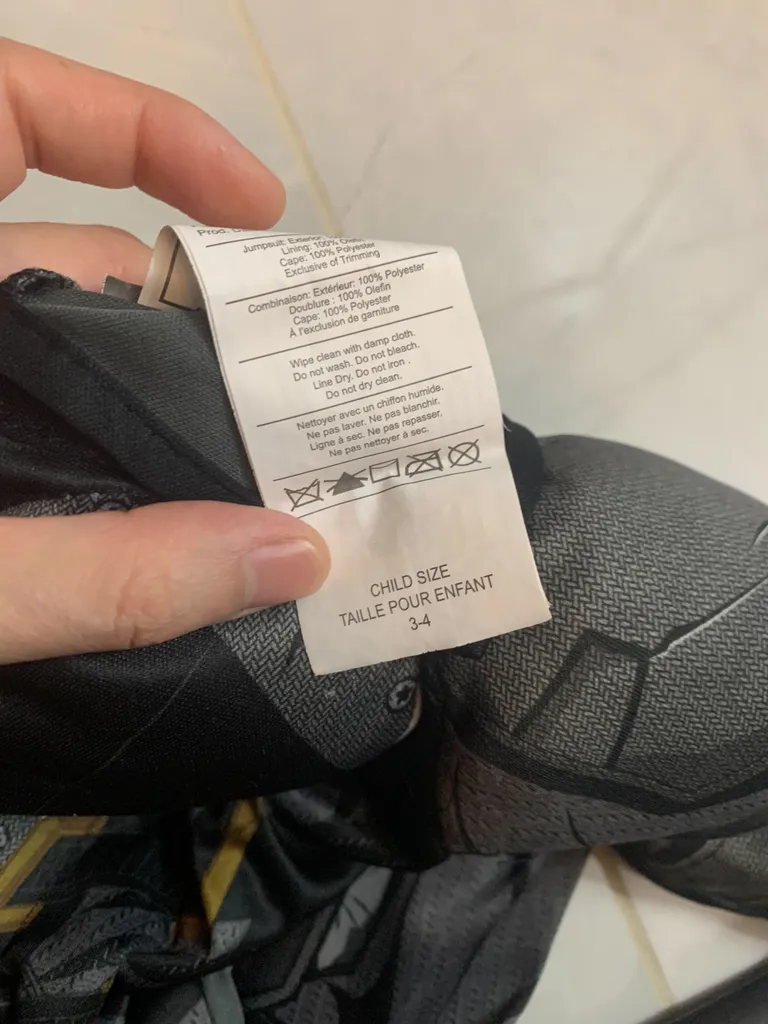 Prod.
Jumpsuit: Exterior:
Lining: 100% Olefin
Cape: 100% Polyester
Exclusive of Trimming
Combinaison: Extérieur: 100% Polyester
Doublure : 100% Olefin
Cape: 100% Polyester
À l'exclusion de garniture
Wipe clean with damp cloth.
Do not wash. Do not bleach.
Line Dry. Do not iron .
Do not dry clean.
Nettoyer avec un chiffon humide.
Ne pas laver. Ne pas blanchir.
Ligne à sec. Ne pas repasser.
Ne pas nettoyer à sec.
CHILD SIZE
TAILLE POUR ENFANT
3-4